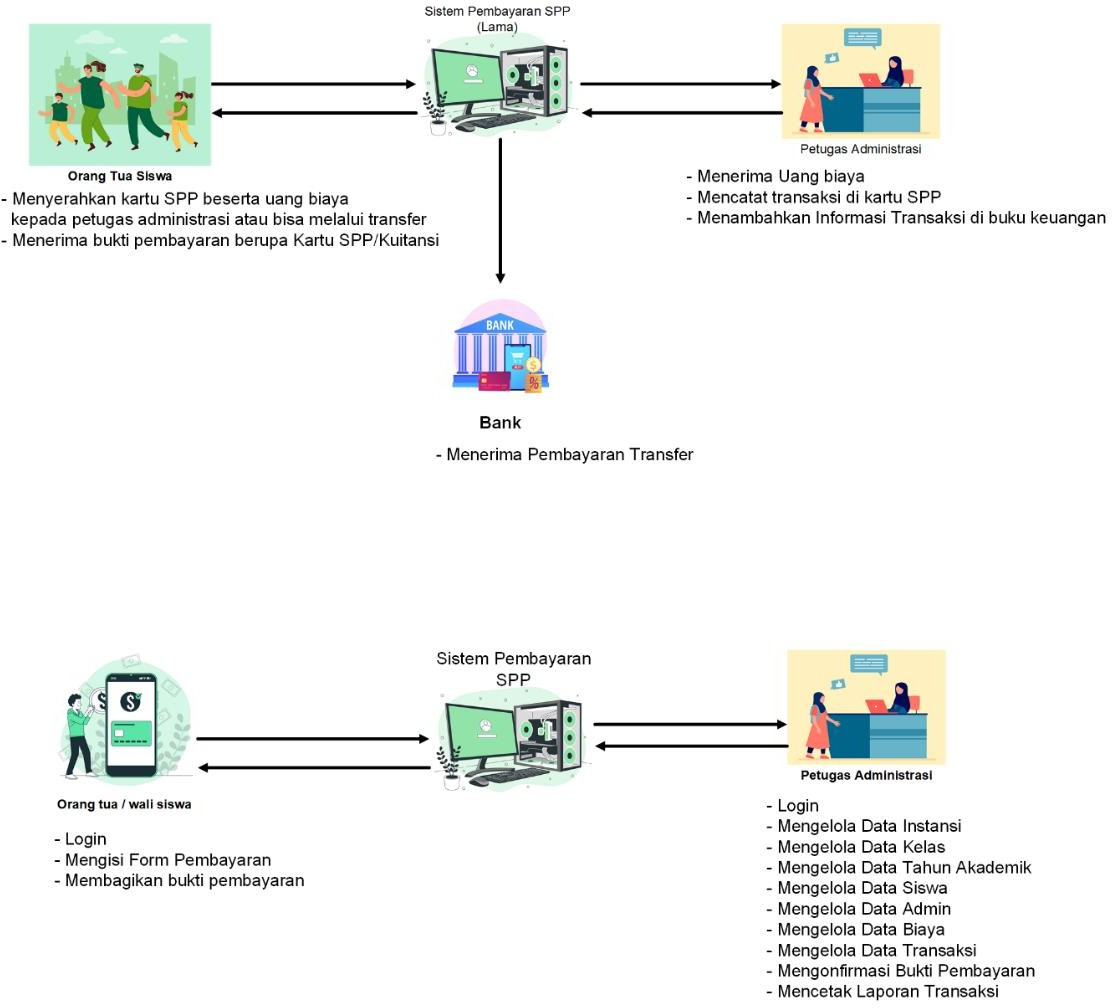 Sistem Pembayaran SPP
(Lama)
Orang Tua Siswa
- Menyerahkan kartu SPP beserta uang biaya
kepada petugas administrasi atau bisa melalui transfer
- Menerima bukti pembayaran berupa Kartu SPP/Kuitansi
Petugas Administrasi
- Menerima Uang biaya
- Mencatat transaksi di kartu SPP
- Menambahkan Informasi Transaksi di buku keuangan
BANK
Bank
- Menerima Pembayaran Transfer
Sistem Pembayaran
SPP
Orang tua / wali siswa
- Login
- Mengisi Form Pembayaran
- Membagikan bukti pembayaran
Petugas Administrasi
- Login
- Mengelola Data Instansi
- Mengelola Data Kelas
- Mengelola Data Tahun Akademik
- Mengelola Data Siswa
- Mengelola Data Admin
- Mengelola Data Biaya
- Mengelola Data Transaksi
- Mengonfirmasi Bukti Pembayaran
- Mencetak Laporan Transaksi